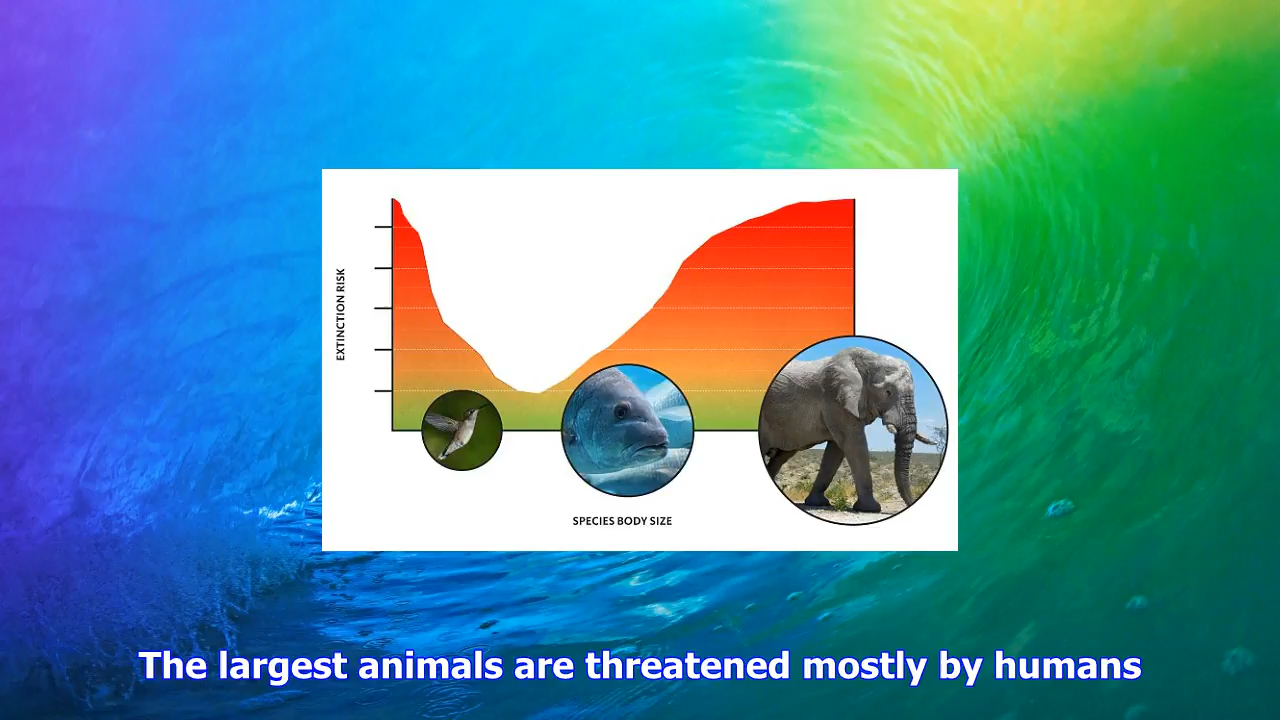 EXTINCTION RISK
SPECIES BODY SIZE
The largest animals are threatened mostly by humans